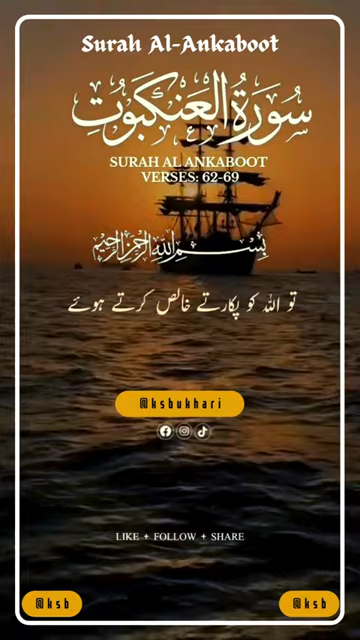 Surah Al-Ankaboot
سُورَةُ العَنكَبُوتِ
SURAH AL ANKABOOT
VERSES: 62-69
بِسْمِ اللهِ الرَّحْمٰنِ الرَّحِيمِ
تو اللہ کو پکارتے خالص کرتے ہوئے
@ksbukhari
LIKE + FOLLOW + SHARE
@ksb
@ksb